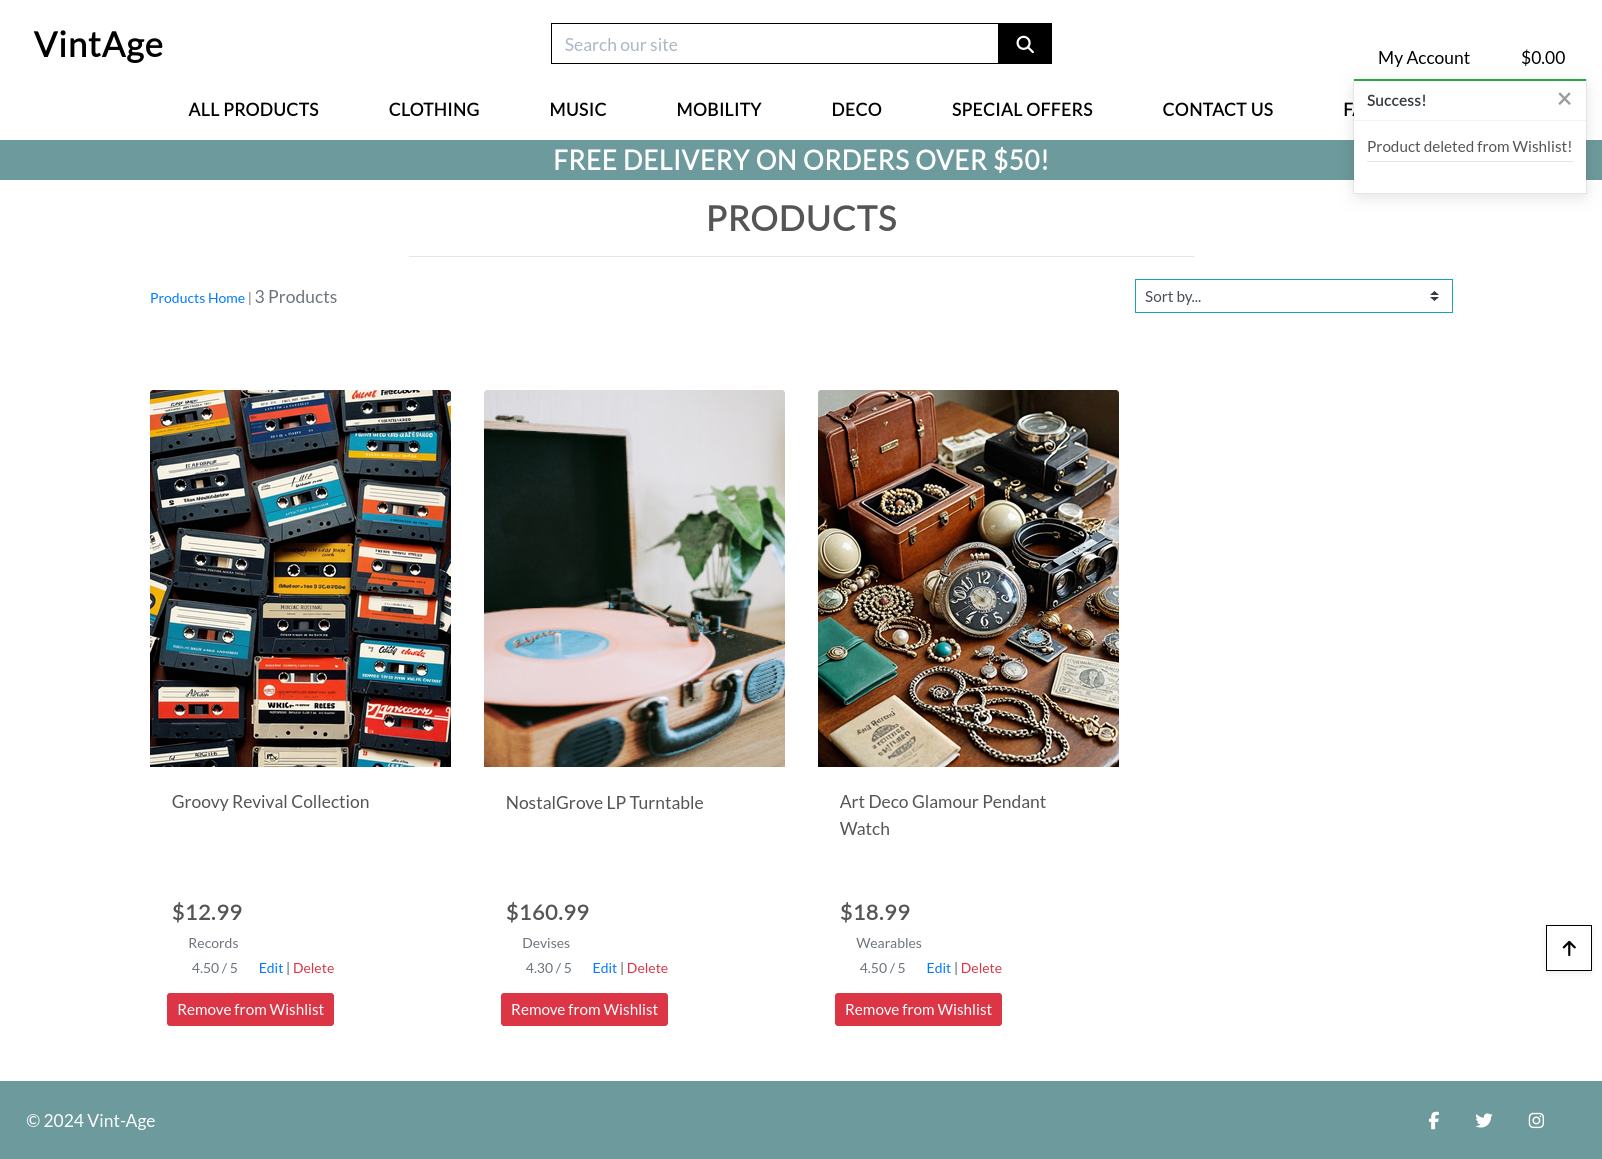 VintAge
Search our site
My Account
$0.00
ALL PRODUCTS
CLOTHING
MUSIC
MOBILITY
DECO
SPECIAL OFFERS
CONTACT US
Success!
×
Product deleted from Wishlist!
FREE DELIVERY ON ORDERS OVER $50!
PRODUCTS
Products Home | 3 Products
Sort by...
Groovy Revival Collection
$12.99
Records
4.50 / 5 Edit | Delete
Remove from Wishlist
NostalGrove LP Turntable
$160.99
Devises
4.30 / 5 Edit | Delete
Remove from Wishlist
Art Deco Glamour Pendant
Watch
$18.99
Wearables
4.50 / 5 Edit | Delete
Remove from Wishlist
© 2024 Vint-Age